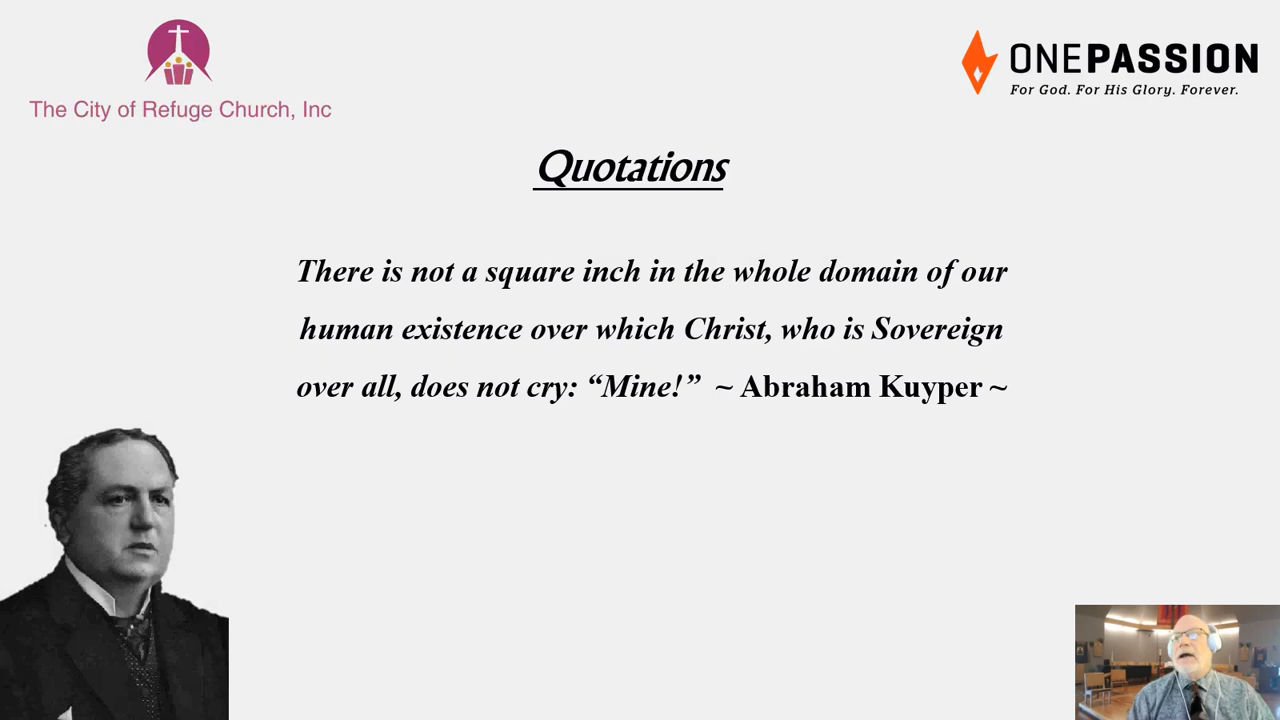 The City of Refuge Church, Inc
ONEPASSION
For God. For His Glory. Forever.
Quotations
There is not a square inch in the whole domain of our
human existence over which Christ, who is Sovereign
over all, does not cry: “Mine!” ~ Abraham Kuyper ~